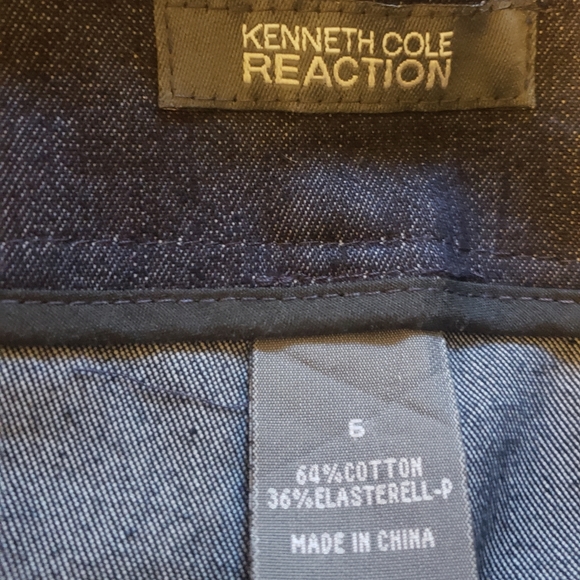 KENNETH COLE
REACTION
6
64%COTTON
36%ELASTERELL-P
MADE IN CHINA